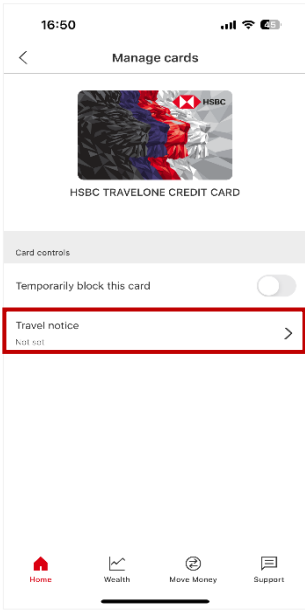 16:50
45
Manage cards
HSBC
HSBC TRAVELONE CREDIT CARD
Card controls
Temporarily block this card
Travel notice
Not set
Home Wealth Move Money Support